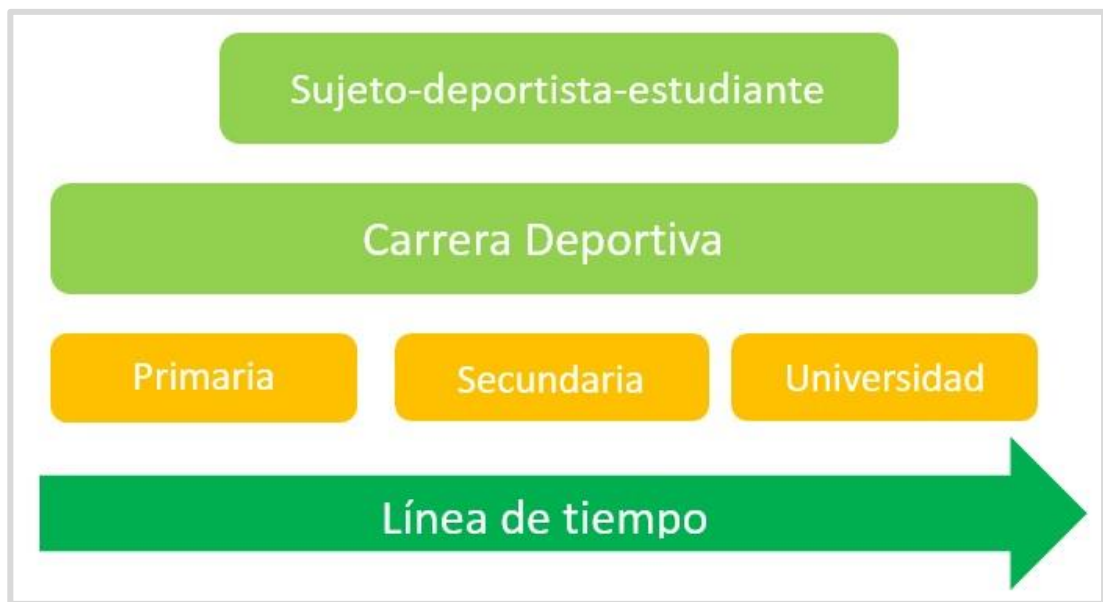 Sujeto-deportista-estudiante
Carrera Deportiva
Primaria
Secundaria
Universidad
Línea de tiempo